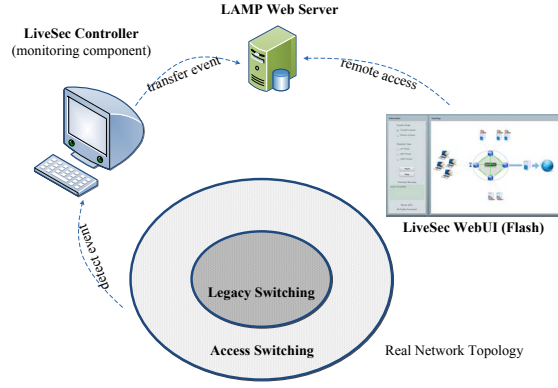 LAMP Web Server
LiveSec Controller
(monitoring component)
transfer event
remote access
LiveSec WebUI (Flash)
detect event
Legacy Switching
Access Switching
Real Network Topology